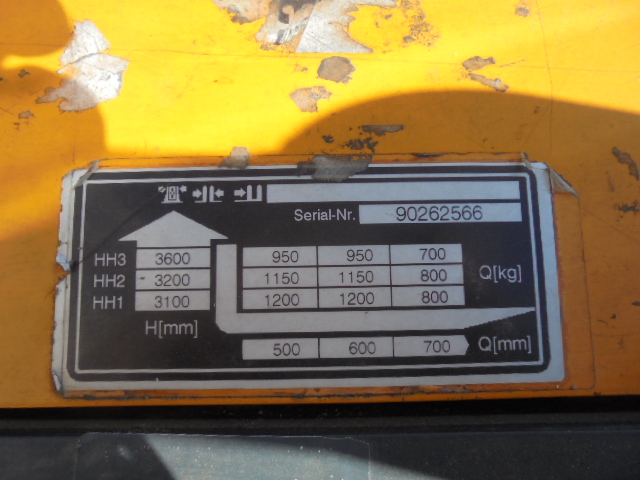 Serial-Nr. 90262566
HH3 3600 950 950 700
HH2 3200 1150 1150 800 Q[kg]
HH1 3100 1200 1200 800
H[mm]
500 600 700 Q[mm]